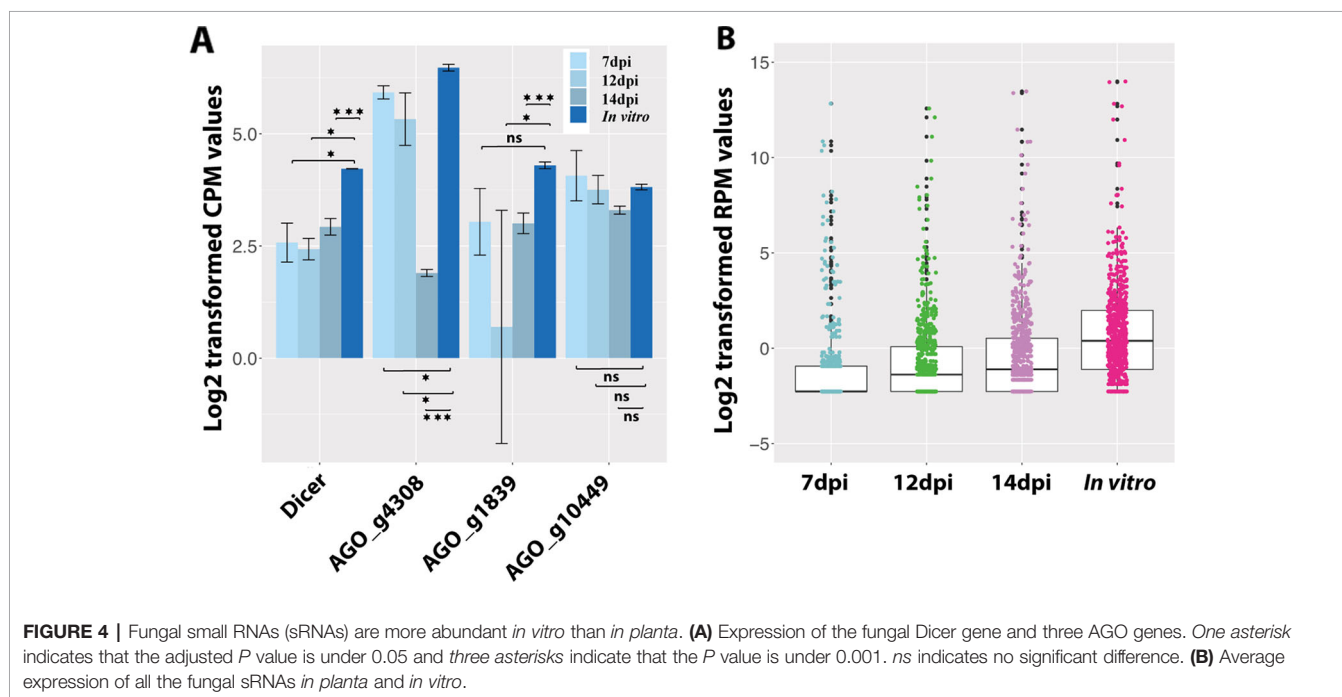 A
Log2 transformed CPM values
5.0
2.5
0.0
7dpi
12dpi
14dpi
In vitro
***
*
*
***
*
ns
*
*
***
ns
ns
ns
Dicer
AGO_g4308
AGO_g1839
AGO_g10449
B
Log2 transformed RPM values
15
10
5
0
−5
7dpi
12dpi
14dpi
In vitro
FIGURE 4 | Fungal small RNAs (sRNAs) are more abundant in vitro than in planta. (A) Expression of the fungal Dicer gene and three AGO genes. One asterisk
indicates that the adjusted P value is under 0.05 and three asterisks indicate that the P value is under 0.001. ns indicates no significant difference. (B) Average
expression of all the fungal sRNAs in planta and in vitro.